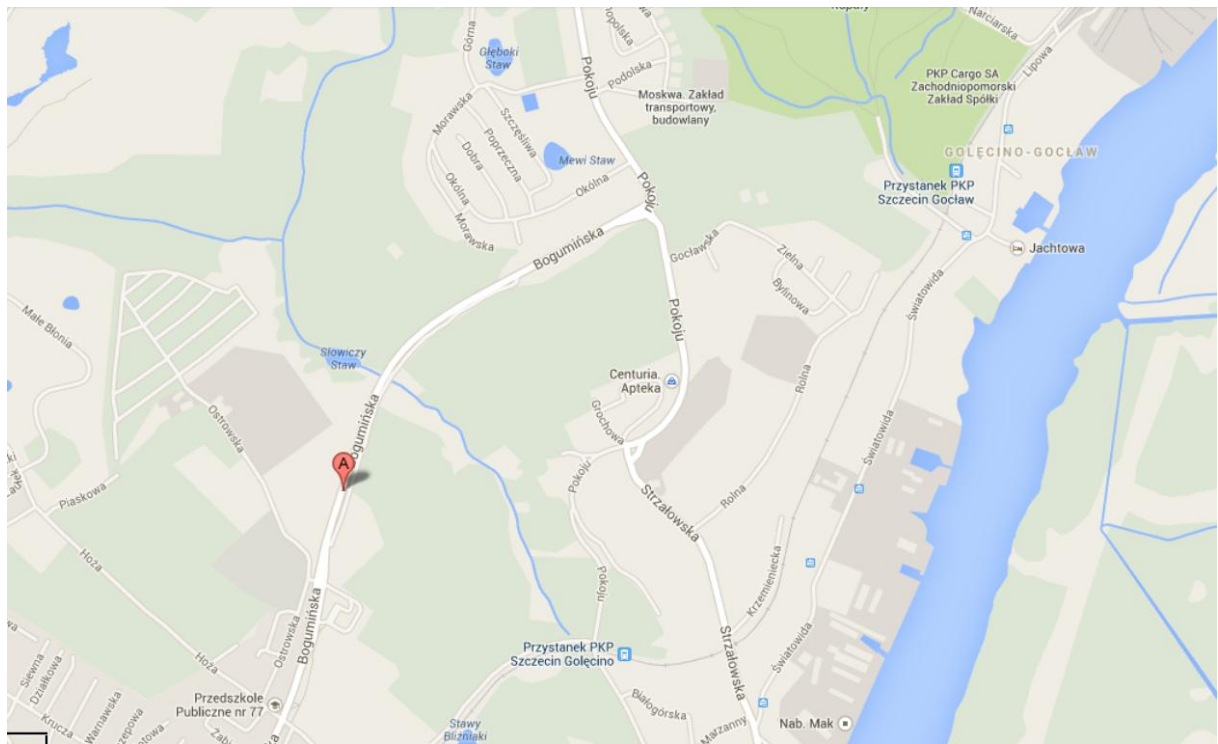 Narciarska
Górna
Głęboki
Staw
Podolska
Pokoju
Lipowa
PKP Cargo SA
Zachodniopomorski
Zakład Spółki
Moskwa. Zakład
transportowy,
budowlany
Morawska
Szczęśliwa
Poprzeczna
Dobra
Mewi Staw
Okólna
Okólna
Morawska
Pokoju
GOLĘCINO-GOCŁAW
Przystanek PKP
Szczecin Gocław
Bogumińska
Gocławska
Zielna
Bylinowa
Jachtowa
Światowida
Pokoju
Małe Błonia
Słowiczy
Staw
Centuria.
Apteka
Rolna
Grochowa
Ostrowska
Bogumińska
Światowida
A
Piaskowa
Pokoju
Strzałowska
Rolna
Hoża
Pokoju
Krzemieniecka
Ostrowska
Bogumińska
Przystanek PKP
Szczecin Golęcino
Strzałowska
Światowida
Hoża
Siewna
Działkowa
Przedszkole
Publiczne nr 77
Białogórska
Krucza
Warnawska
Stawy
Bliźniaki
Marzanny
Nab. Mak